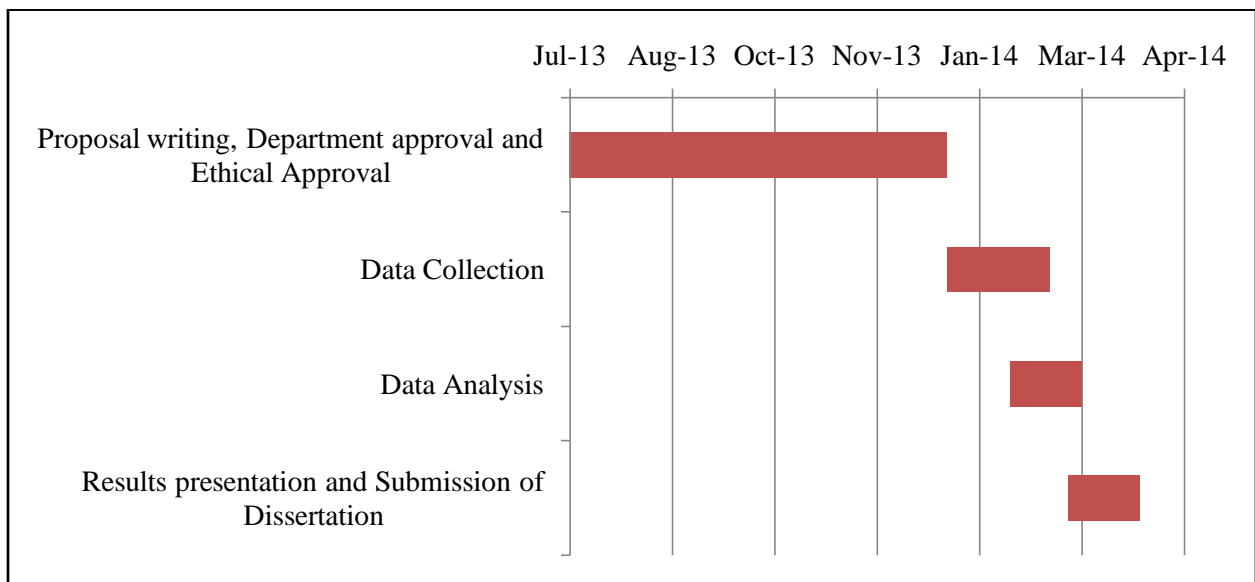 Jul-13 Aug-13 Oct-13 Nov-13 Jan-14 Mar-14 Apr-14
Proposal writing, Department approval and
Ethical Approval
Data Collection
Data Analysis
Results presentation and Submission of
Dissertation